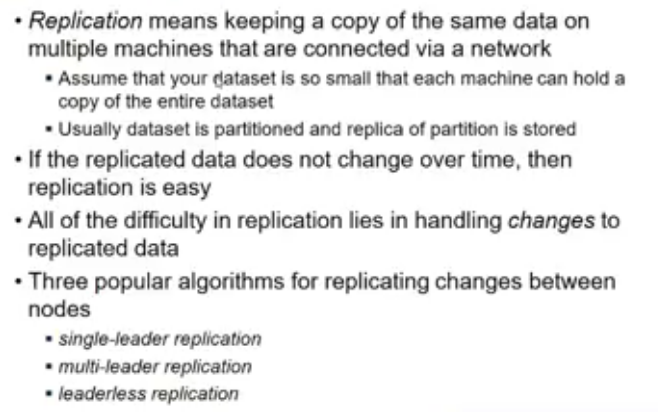 • Replication means keeping a copy of the same data on
multiple machines that are connected via a network
▪ Assume that your dataset is so small that each machine can hold a
copy of the entire dataset
▪ Usually dataset is partitioned and replica of partition is stored
• If the replicated data does not change over time, then
replication is easy
• All of the difficulty in replication lies in handling changes to
replicated data
• Three popular algorithms for replicating changes between
nodes
▪ single-leader replication
▪ multi-leader replication
▪ leaderless replication